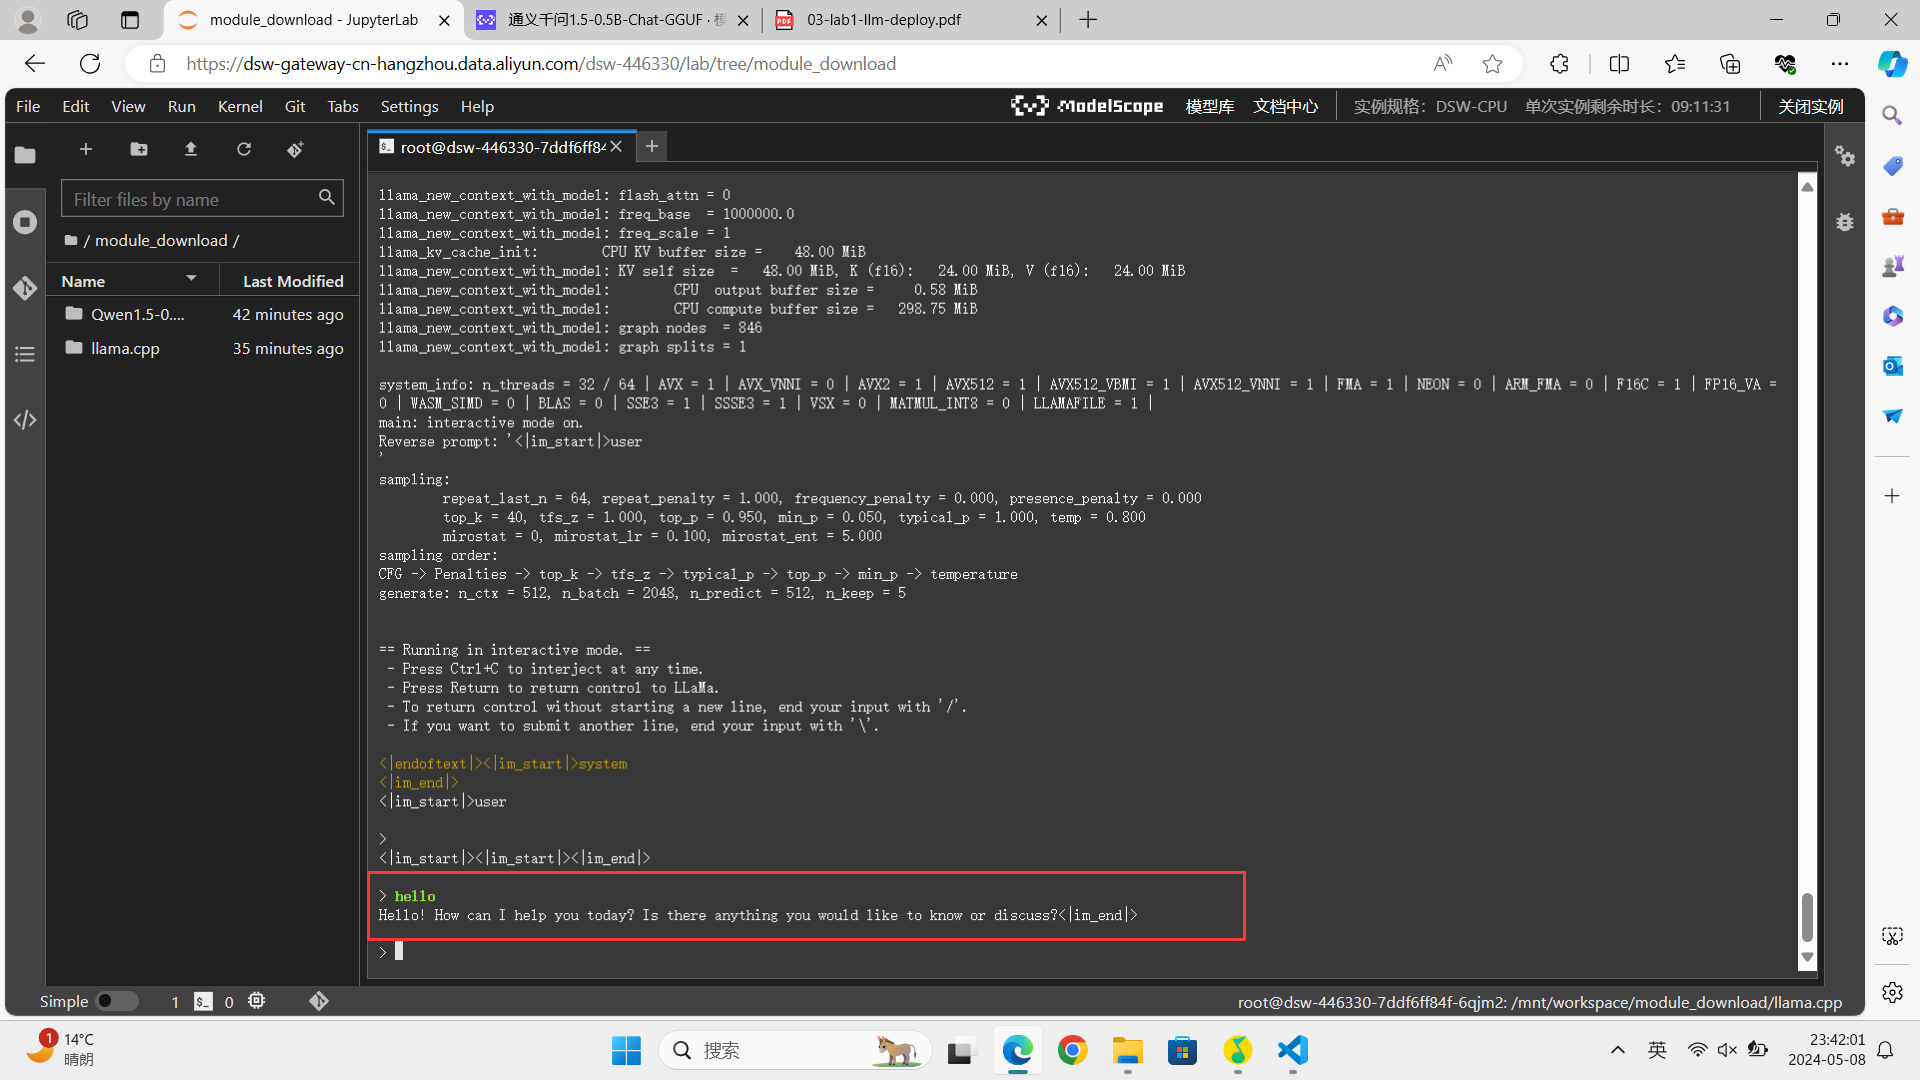 module_download - JupyterLab
通义千问1.5-0.5B-Chat-GGUF · 
03-lab1-llm-deploy.pdf
https://dsw-gateway-cn-hangzhou.data.aliyun.com/dsw-446330/lab/tree/module_download
File Edit View Run Kernel Git Tabs Settings Help
ModelScope 模型库 文档中心 实例规格: DSW-CPU 单次实例剩余时长: 09:11:31 关闭实例
root@dsw-446330-7ddf6ff84
Filter files by name
/ module_download /
Name Last Modified
Qwen1.5-0.... 42 minutes ago
llama.cpp 35 minutes ago
llama_new_context_with_model: flash_attn = 0
llama_new_context_with_model: freq_base  = 1000000.0
llama_new_context_with_model: freq_scale = 1
llama_kv_cache_init:        CPU KV buffer size =    48.00 MiB
llama_new_context_with_model: KV self size  =   48.00 MiB, K (f16):   24.00 MiB, V (f16):   24.00 MiB
llama_new_context_with_model:        CPU  output buffer size =     0.58 MiB
llama_new_context_with_model:        CPU compute buffer size =   298.75 MiB
llama_new_context_with_model: graph nodes  = 846
llama_new_context_with_model: graph splits = 1
system_info: n_threads = 32 / 64 | AVX = 1 | AVX_VNNI = 0 | AVX2 = 1 | AVX512 = 1 | AVX512_VBMI = 1 | AVX512_VNNI = 1 | FMA = 1 | NEON = 0 | ARM_FMA = 0 | F16C = 1 | FP16_VA =
0 | WASM_SIMD = 0 | BLAS = 0 | SSE3 = 1 | SSSE3 = 1 | VSX = 0 | MATMUL_INT8 = 0 | LLAMAFILE = 1 |
main: interactive mode on.
Reverse prompt: '<|im_start|>user
'
sampling:
repeat_last_n = 64, repeat_penalty = 1.000, frequency_penalty = 0.000, presence_penalty = 0.000
top_k = 40, tfs_z = 1.000, top_p = 0.950, min_p = 0.050, typical_p = 1.000, temp = 0.800
mirostat = 0, mirostat_lr = 0.100, mirostat_ent = 5.000
sampling order:
CFG -> Penalties -> top_k -> tfs_z -> typical_p -> top_p -> min_p -> temperature
generate: n_ctx = 512, n_batch = 2048, n_predict = 512, n_keep = 5
== Running in interactive mode. ==
- Press Ctrl+C to interject at any time.
- Press Return to return control to LLaMa.
- To return control without starting a new line, end your input with '/'.
- If you want to submit another line, end your input with '\'.
<|endoftext|><|im_start|>system
<|im_end|>
<|im_start|>user
>
<|im_start|><|im_start|><|im_end|>
> hello
Hello! How can I help you today? Is there anything you would like to know or discuss?<|im_end|>
>
Simple 1 0
root@dsw-446330-7ddf6ff84f-6qjm2: /mnt/workspace/module_download/llama.cpp
1
14°C
晴朗
搜索
英
23:42:01
2024-05-08